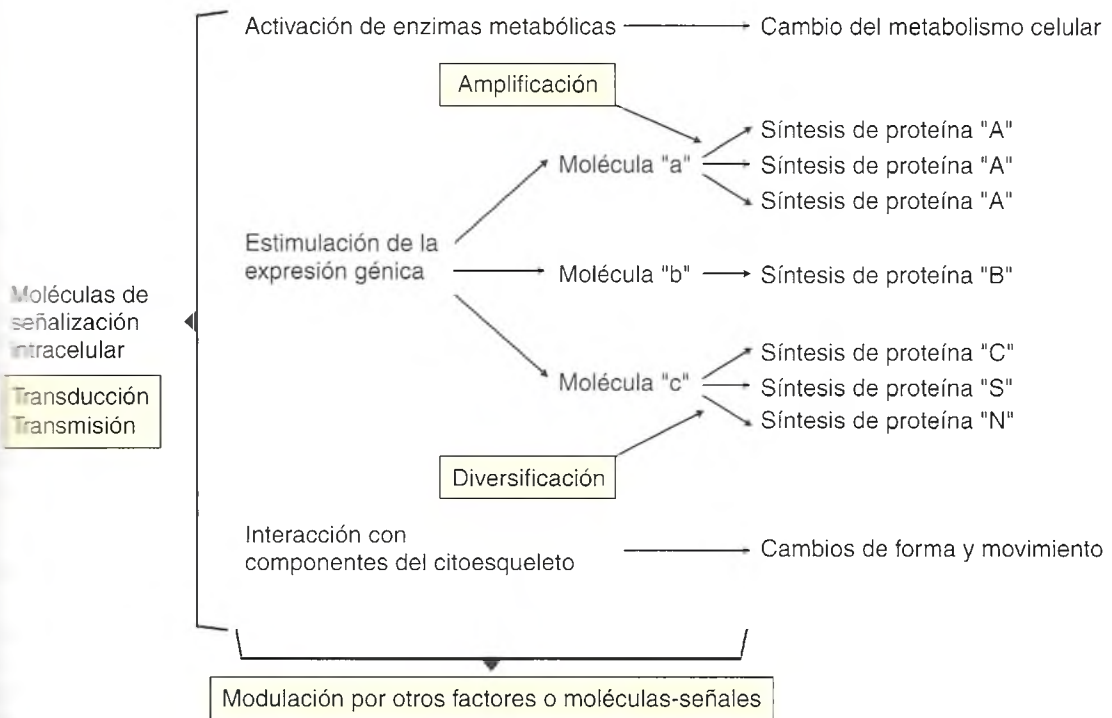 Activación de enzimas metabólicas
Cambio del metabolismo celular
Amplificación
Molécula "a"
Síntesis de proteína "A"
Síntesis de proteína "A"
Síntesis de proteína "A"
Estimulación de la
expresión génica
Molécula "b"
Síntesis de proteína "B"
Moléculas de
señalización
intracelular
Transducción
Transmisión
Molécula "c"
Síntesis de proteína "C"
Síntesis de proteína "S"
Síntesis de proteína "N"
Diversificación
Interacción con
componentes del citoesqueleto
Cambios de forma y movimiento
Modulación por otros factores o moléculas-señales